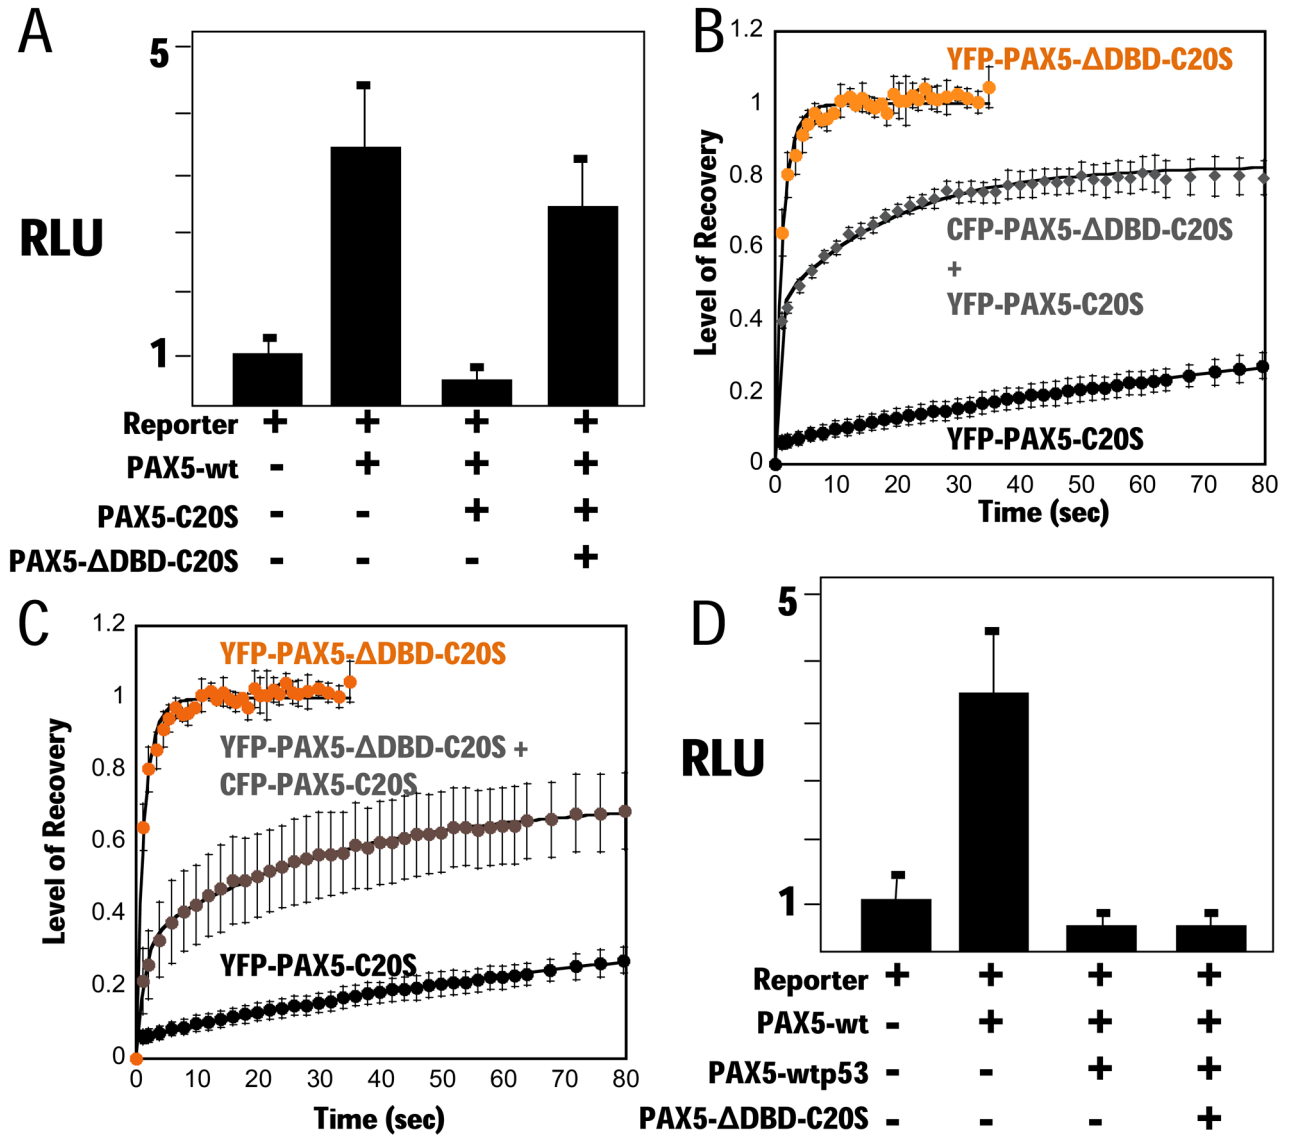 A
5
RLU
1
Reporter + + + +
PAX5-wt - + + +
PAX5-C20S - - + +
PAX5-ΔDBD-C20S - - - +
B
1.2
1
0.8
0.6
0.4
0.2
0
Level of Recovery
YFP-PAX5-ΔDBD-C20S
CFP-PAX5-ΔDBD-C20S
+
YFP-PAX5-C20S
YFP-PAX5-C20S
0 10 20 30 40 50 60 70 80
Time (sec)
C
1.2
1
0.8
0.6
0.4
0.2
0
Level of Recovery
YFP-PAX5-ΔDBD-C20S
YFP-PAX5-ΔDBD-C20S +
CFP-PAX5-C20S
YFP-PAX5-C20S
0 10 20 30 40 50 60 70 80
Time (sec)
D
5
RLU
1
Reporter + + + +
PAX5-wt - + + +
PAX5-wtp53 - - + +
PAX5-ΔDBD-C20S - - - +